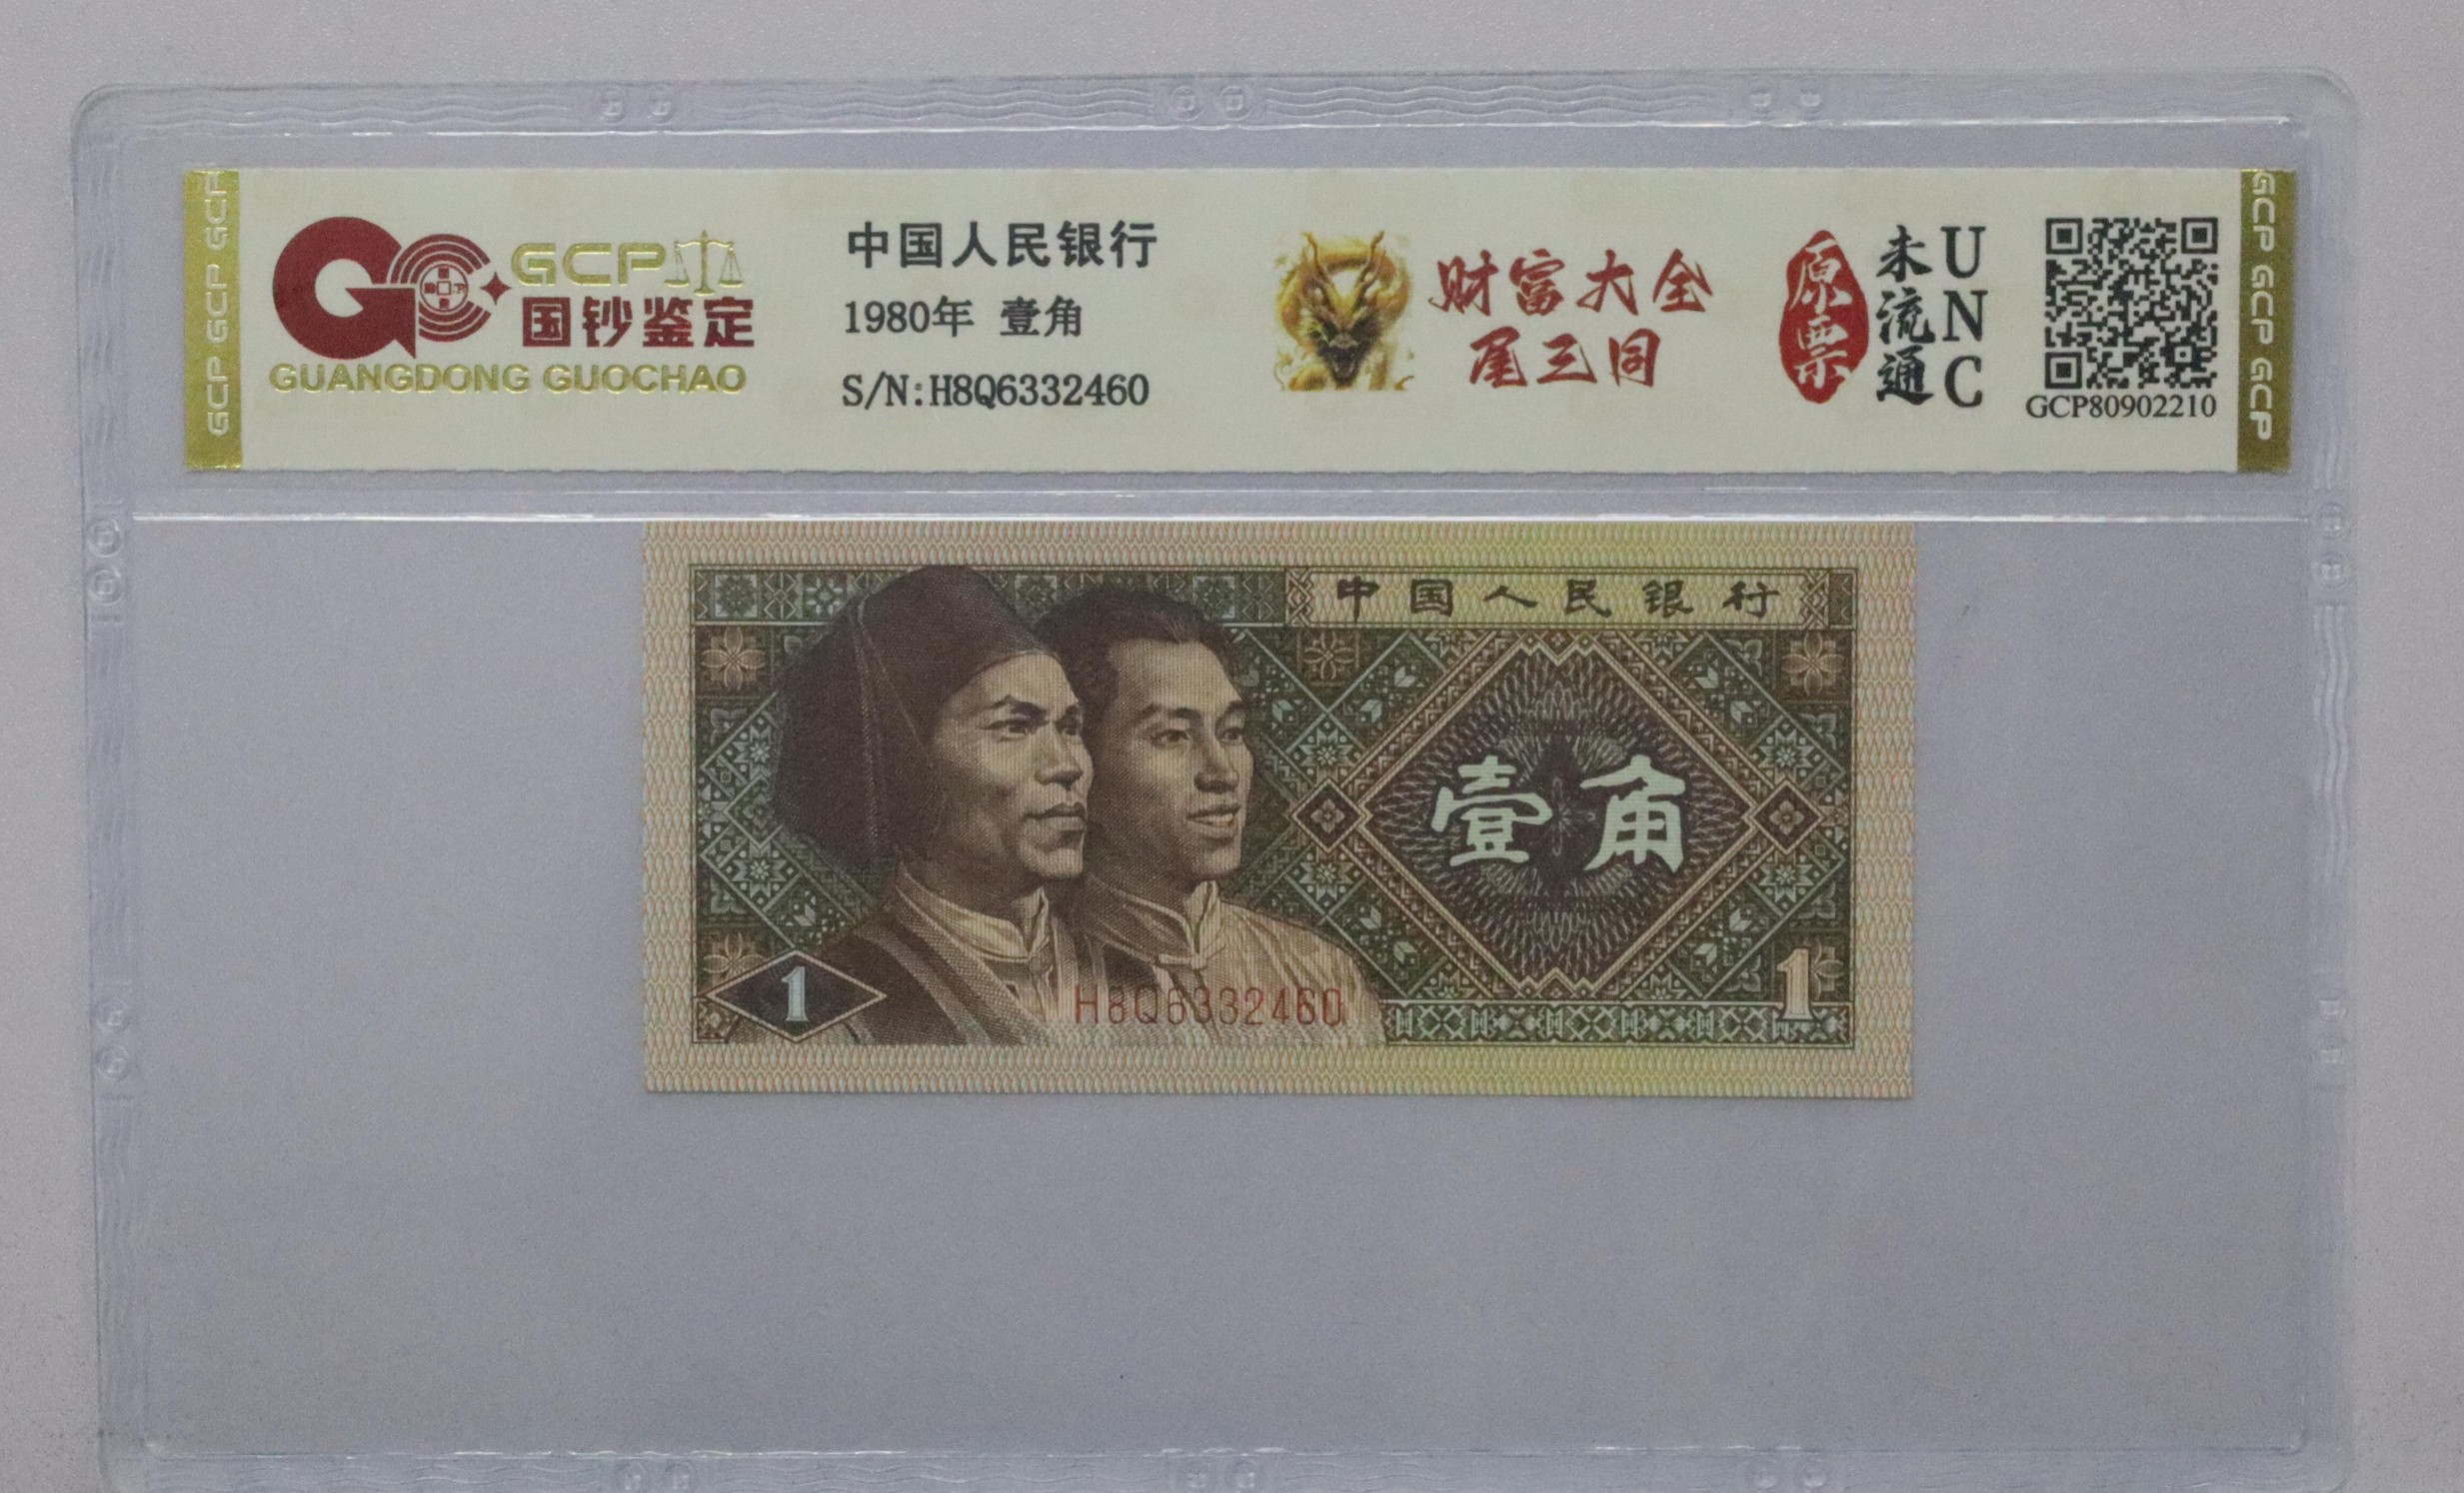 GCP GCP GCP
GCP
国钞鉴定
GUANGDONG GUOCHAO
中国人民银行
1980年 壹角
S/N:H8Q6332460
财富大全
尾三同
原票
未流通
UNC
GCP80902210
GCP GCP GCP
中国人民银行
壹角
1
H8Q6332460
1